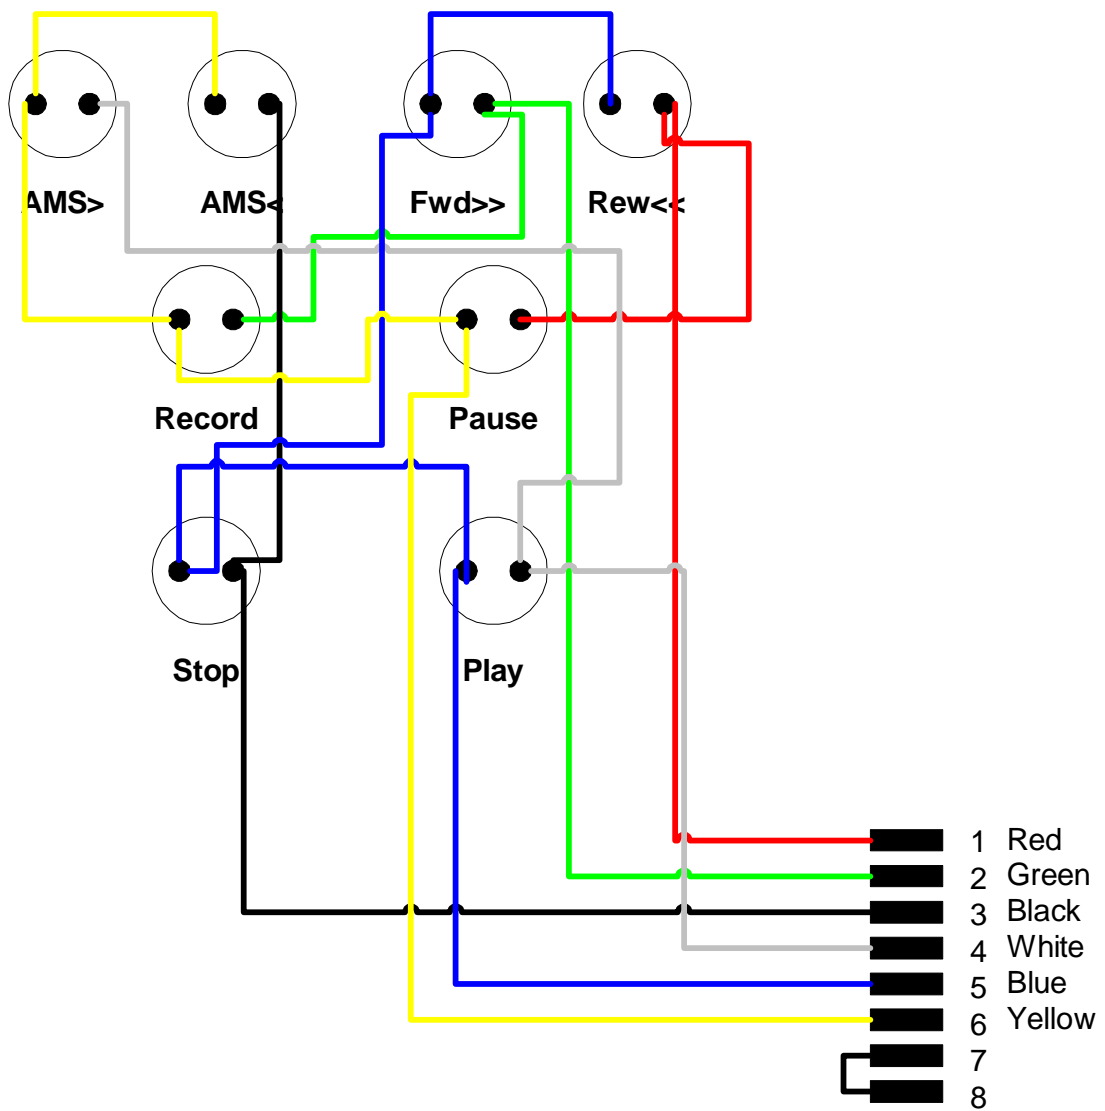 AMS> AMS< Fwd>> Rew<<
Record Pause
Stop Play
1 Red
2 Green
3 Black
4 White
5 Blue
6 Yellow
7
8